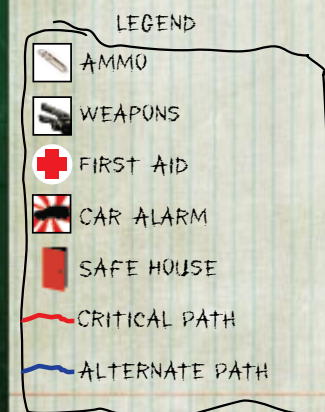 LEGEND
AMMO
WEAPONS
FIRST AID
CAR ALARM
SAFE HOUSE
CRITICAL PATH
ALTERNATE PATH